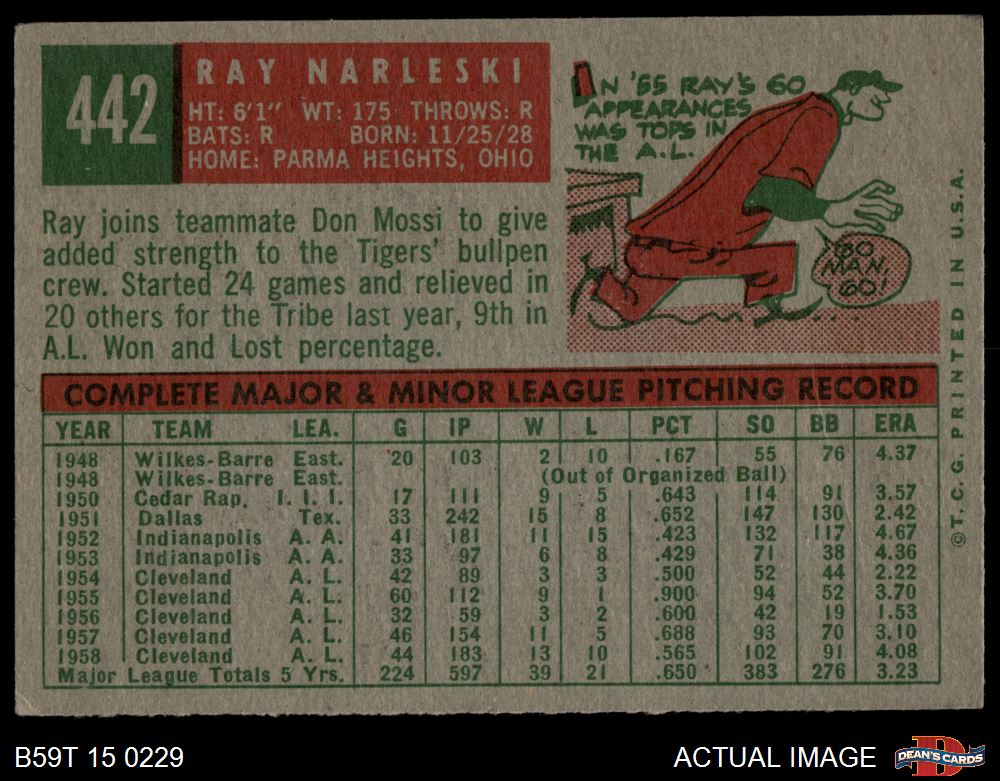 442
RAY NARLESKI
HT: 6'1" WT: 175 THROWS: R
BATS: R BORN: 11/25/28
HOME: PARMA HEIGHTS, OHIO
IN '55 RAY'S 60
APPEARANCES
WAS TOPS IN
THE A.L.
GO
MAN,
GO!
Ray joins teammate Don Mossi to give
added strength to the Tigers' bullpen
crew. Started 24 games and relieved in
20 others for the Tribe last year, 9th in
A.L. Won and Lost percentage.
COMPLETE MAJOR & MINOR LEAGUE PITCHING RECORD
YEAR TEAM LEA. G IP W L PCT SO BB ERA
1948 Wilkes-Barre East. 20 103 2 10 .167 55 76 4.37
1948 Wilkes-Barre East. (Out of Organized Ball)
1950 Cedar Rap. I. I. I. 17 111 9 5 .643 114 91 3.57
1951 Dallas Tex. 33 242 15 8 .652 147 130 2.42
1952 Indianapolis A. A. 41 181 11 15 .423 132 117 4.67
1953 Indianapolis A. A. 33 97 6 8 .429 71 38 4.36
1954 Cleveland A. L. 42 89 3 3 .500 52 44 2.22
1955 Cleveland A. L. 60 112 9 1 .900 94 52 3.70
1956 Cleveland A. L. 32 59 3 2 .600 42 19 1.53
1957 Cleveland A. L. 46 154 11 5 .688 93 70 3.10
1958 Cleveland A. L. 44 183 13 10 .565 102 91 4.08
Major League Totals 5 Yrs. 224 597 39 21 .650 383 276 3.23
©T. C. G. PRINTED IN U.S.A.
B59T 15 0229
ACTUAL IMAGE
D
DEAN'S CARDS